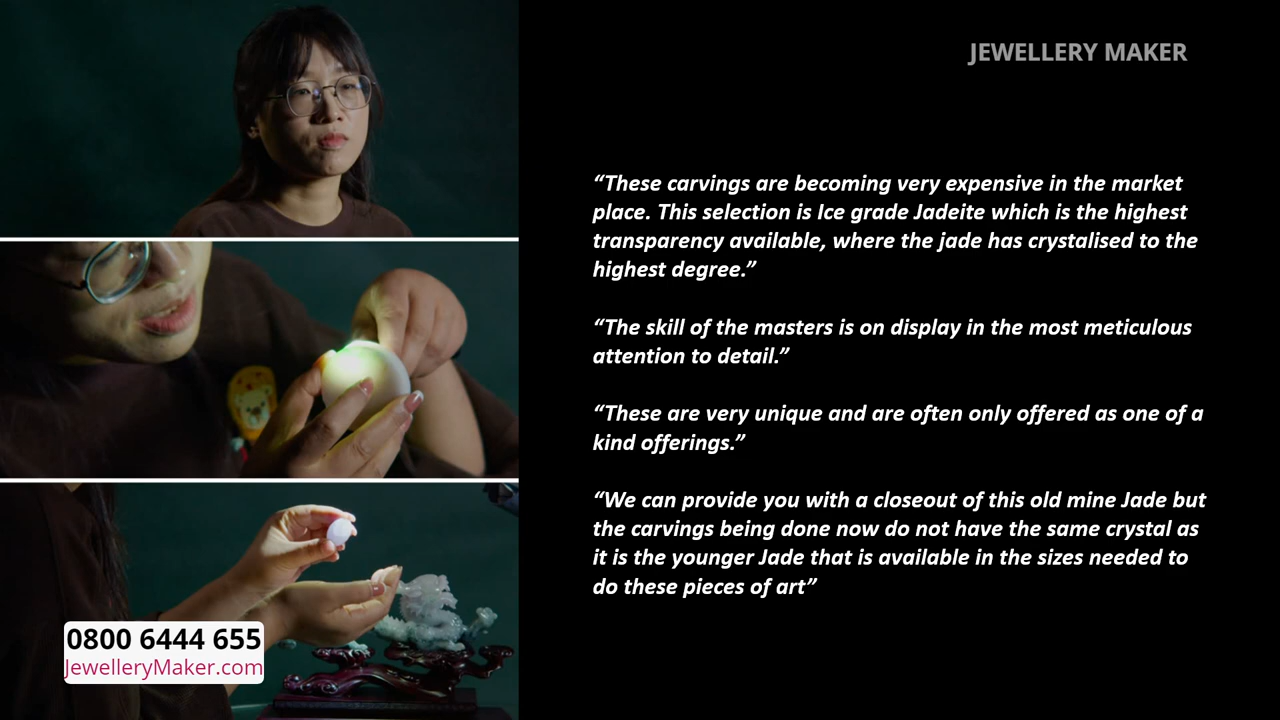 JEWELLERY MAKER
“These carvings are becoming very expensive in the market
place. This selection is Ice grade Jadeite which is the highest
transparency available, where the jade has crystalised to the
highest degree.”
“The skill of the masters is on display in the most meticulous
attention to detail.”
“These are very unique and are often only offered as one of a
kind offerings.”
“We can provide you with a closeout of this old mine Jade but
the carvings being done now do not have the same crystal as
it is the younger Jade that is available in the sizes needed to
do these pieces of art”
0800 6444 655
JewelleryMaker.com